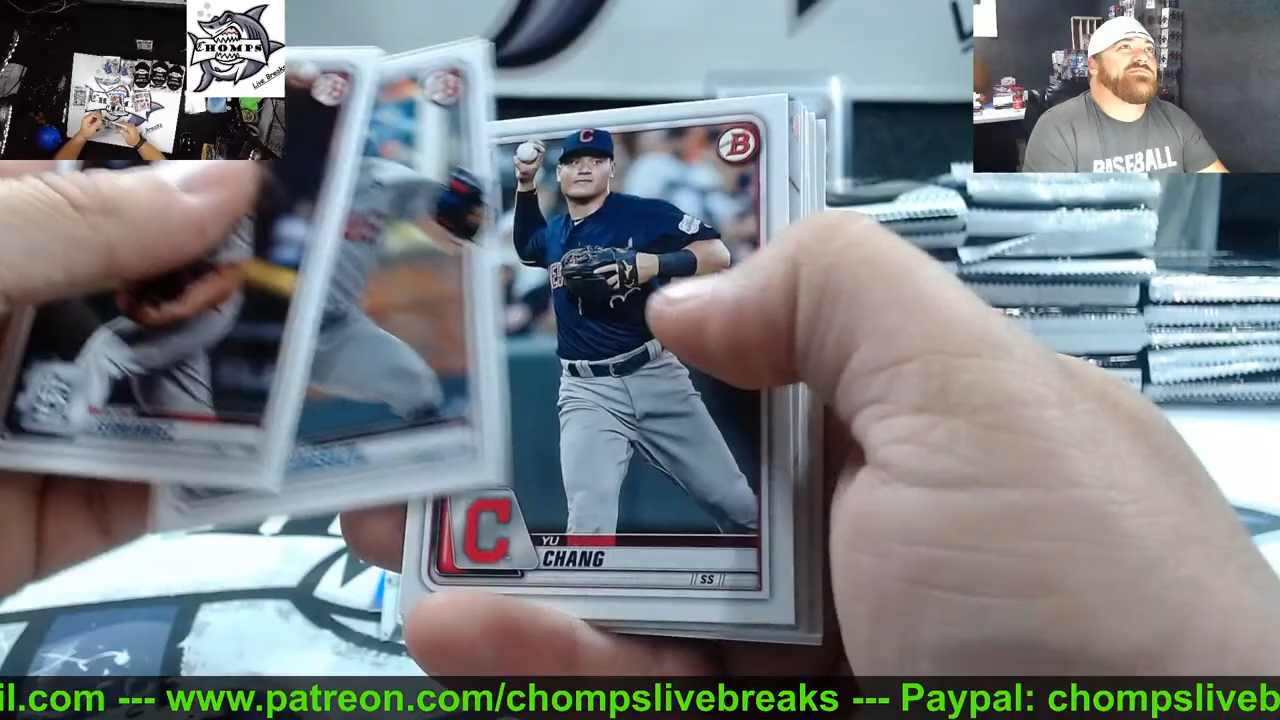 CHOMPS
Live Breaks
BASEBALL
B
C
C
YU
CHANG
SS
il.com --- www.patreon.com/chompslivebreaks --- Paypal: chompsliveb